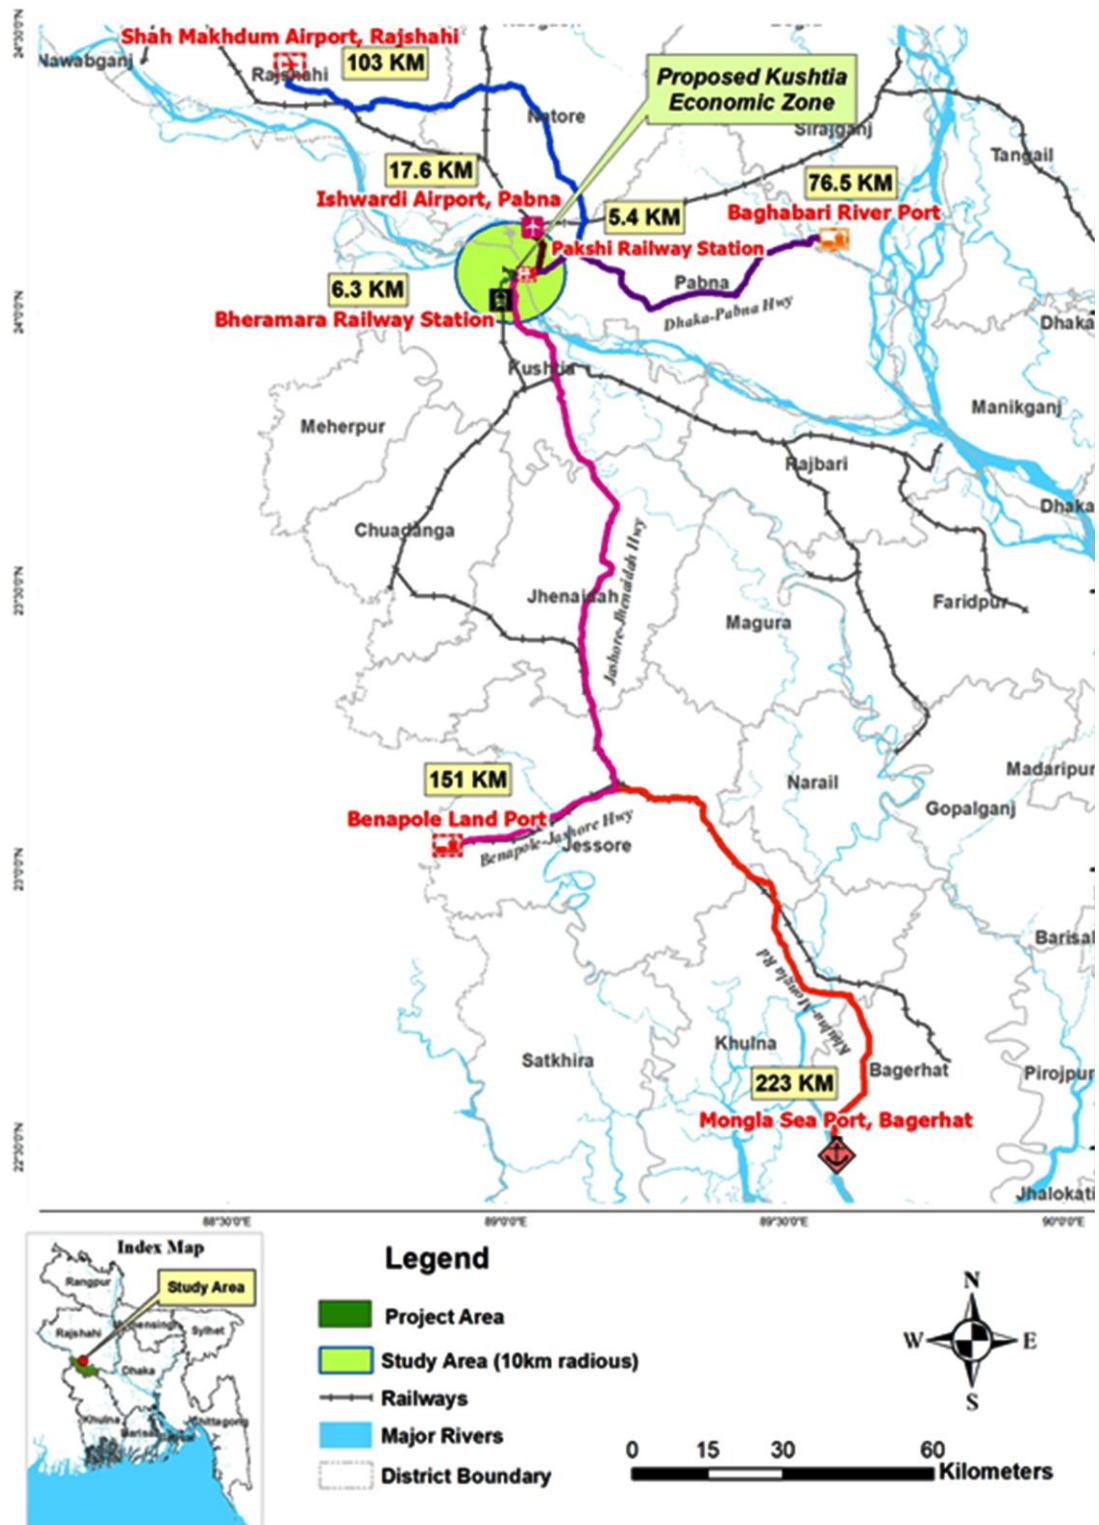 Shah Makhdum Airport, Rajshahi
Nawabganj
Rajshahi
103 KM
Proposed Kushtia
Economic Zone
Natore
Sirajganj
Tangail
17.6 KM
Ishwardi Airport, Pabna
76.5 KM
5.4 KM
Baghabari River Port
Pakshi Railway Station
Pabna
Dhaka-Pabna Hwy
6.3 KM
Bheramara Railway Station
Dhaka
Kushtia
Meherpur
Manikganj
Rajbari
Chuadanga
Dhaka
Jashore-Jhenaidah Hwy
Jhenaidah
Faridpur
Magura
151 KM
Narail
Madaripur
Gopalganj
Benapole Land Port
Benapole-Jashore Hwy
Jessore
Barisal
Khulna-Mongla Rd
Khulna
Satkhira
Bagerhat
Pirojpur
223 KM
Mongla Sea Port, Bagerhat
Jhalokati
24°30'0"N
24°0'0"N
23°30'0"N
23°0'0"N
22°30'0"N
88°30'0"E
89°0'0"E
89°30'0"E
90°0'0"E
Index Map
Rangpur
Study Area
Rajshahi
Sylhet
Dhaka
Khulna
Chittagong
Legend
Project Area
Study Area (10km radious)
Railways
Major Rivers
District Boundary
N
W
E
S
0 15 30 60
Kilometers